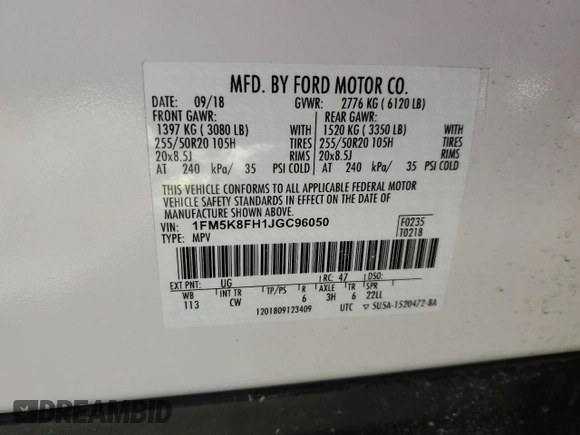 MFD. BY FORD MOTOR CO.
DATE: 09/18 GVWR: 2776 KG ( 6120 LB)
FRONT GAWR: REAR GAWR:
1397 KG ( 3080 LB) WITH 1520 KG ( 3350 LB) WITH
255/50R20 105H TIRES 255/50R20 105H TIRES
20x8.5J RIMS 20x8.5J RIMS
AT 240 kPa/ 35 PSI COLD AT 240 kPa/ 35 PSI COLD
THIS VEHICLE CONFORMS TO ALL APPLICABLE FEDERAL MOTOR
VEHICLE SAFETY STANDARDS IN EFFECT ON THE DATE OF
MANUFACTURE SHOWN ABOVE.
VIN: 1FM5K8FH1JGC96050 F0235
TYPE: MPV T0218
EXT PNT: UG RC: 47 DSO:
WB INT TR TP/PS R AXLE TR SPR
113 CW 6 3H 6 22LL
1201809123409 UTC ▽ 5U5A-1520472-BA
DREAMBID